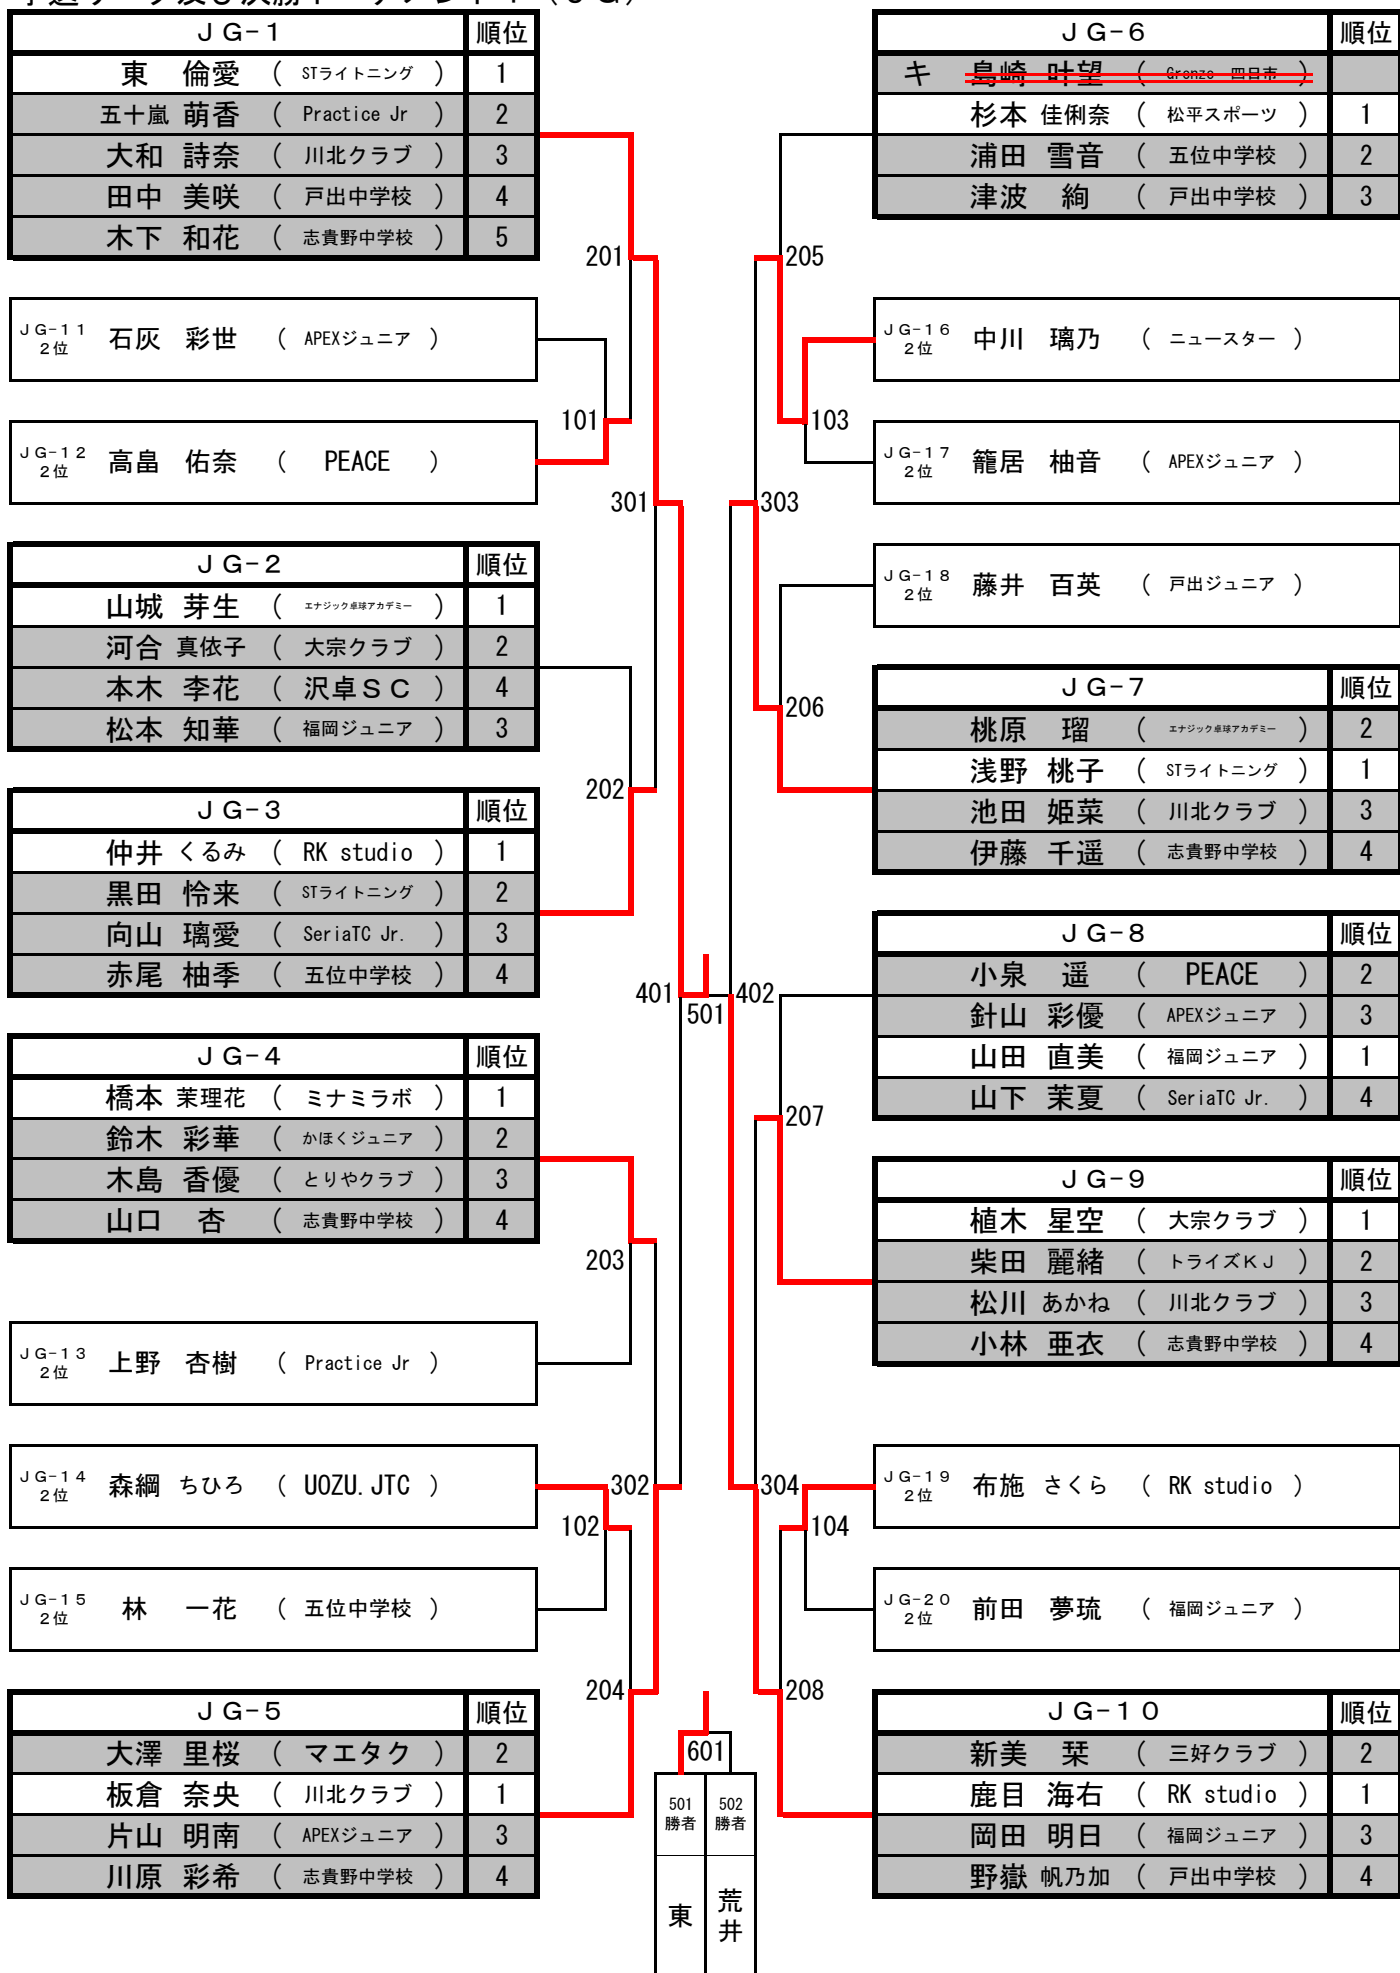 ＪＧ-１ 順位
東 倫愛 （ STライトニング ） 1
五十嵐 萌香 （ Practice Jr ） 2
大和 詩奈 （ 川北クラブ ） 3
田中 美咲 （ 戸出中学校 ） 4
木下 和花 （ 志貴野中学校 ） 5
201
ＪＧ-１１
２位 石灰 彩世 （ APEXジュニア ）
101
ＪＧ-１２
２位 高畠 佑奈 （ PEACE ）
301
ＪＧ-２ 順位
山城 芽生 （ エナジック卓球アカデミー ） 1
河合 真依子 （ 大宗クラブ ） 2
本木 李花 （ 沢卓ＳＣ ） 4
松本 知華 （ 福岡ジュニア ） 3
202
ＪＧ-３ 順位
仲井 くるみ （ RK studio ） 1
黒田 怜来 （ STライトニング ） 2
向山 璃愛 （ SeriaTC Jr. ） 3
赤尾 柚季 （ 五位中学校 ） 4
401
501
ＪＧ-４ 順位
橋本 茉理花 （ ミナミラボ ） 1
鈴木 彩華 （ かほくジュニア ） 2
木島 香優 （ とりやクラブ ） 3
山口 杏 （ 志貴野中学校 ） 4
203
ＪＧ-１３
２位 上野 杏樹 （ Practice Jr ）
ＪＧ-１４
２位 森綱 ちひろ （ UOZU.JTC ）
302
102
ＪＧ-１５
２位 林 一花 （ 五位中学校 ）
204
ＪＧ-５ 順位
大澤 里桜 （ マエタク ） 2
板倉 奈央 （ 川北クラブ ） 1
片山 明南 （ APEXジュニア ） 3
川原 彩希 （ 志貴野中学校 ） 4
ＪＧ-６ 順位
キ 島崎 叶望 （ Gronzo 四日市 ）
杉本 佳俐奈 （ 松平スポーツ ） 1
浦田 雪音 （ 五位中学校 ） 2
津波 絢 （ 戸出中学校 ） 3
205
ＪＧ-１６
２位 中川 璃乃 （ ニュースター ）
103
ＪＧ-１７
２位 籠居 柚音 （ APEXジュニア ）
303
ＪＧ-１８
２位 藤井 百英 （ 戸出ジュニア ）
206
ＪＧ-７ 順位
桃原 瑠 （ エナジック卓球アカデミー ） 2
浅野 桃子 （ STライトニング ） 1
池田 姫菜 （ 川北クラブ ） 3
伊藤 千遥 （ 志貴野中学校 ） 4
402
ＪＧ-８ 順位
小泉 遥 （ PEACE ） 2
針山 彩優 （ APEXジュニア ） 3
山田 直美 （ 福岡ジュニア ） 1
山下 茉夏 （ SeriaTC Jr. ） 4
207
ＪＧ-９ 順位
植木 星空 （ 大宗クラブ ） 1
柴田 麗緒 （ トライズＫＪ ） 2
松川 あかね （ 川北クラブ ） 3
小林 亜衣 （ 志貴野中学校 ） 4
304
ＪＧ-１９
２位 布施 さくら （ RK studio ）
104
ＪＧ-２０
２位 前田 夢琉 （ 福岡ジュニア ）
208
ＪＧ-１０ 順位
新美 栞 （ 三好クラブ ） 2
鹿目 海右 （ RK studio ） 1
岡田 明日 （ 福岡ジュニア ） 3
野嶽 帆乃加 （ 戸出中学校 ） 4
601
501 502
勝者 勝者
東 荒井